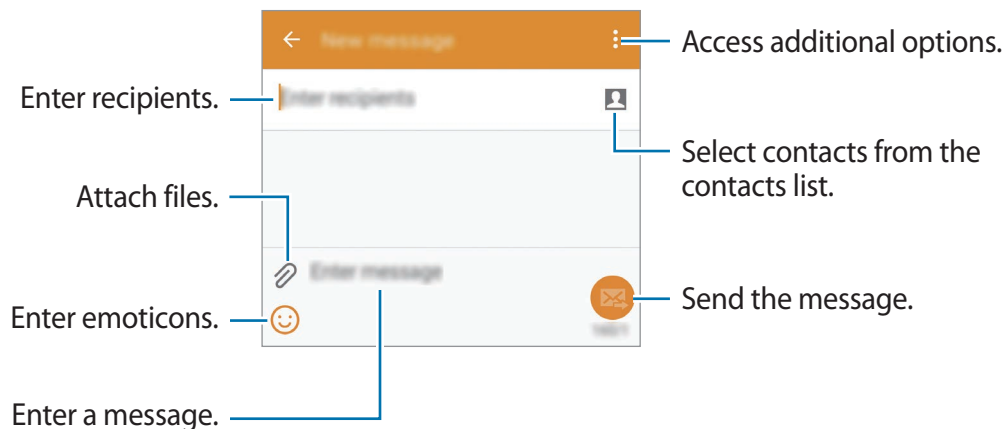 New message
Access additional options.
Enter recipients.
Enter recipients
Select contacts from the
contacts list.
Attach files.
Enter message
Send the message.
Enter emoticons.
Enter a message.